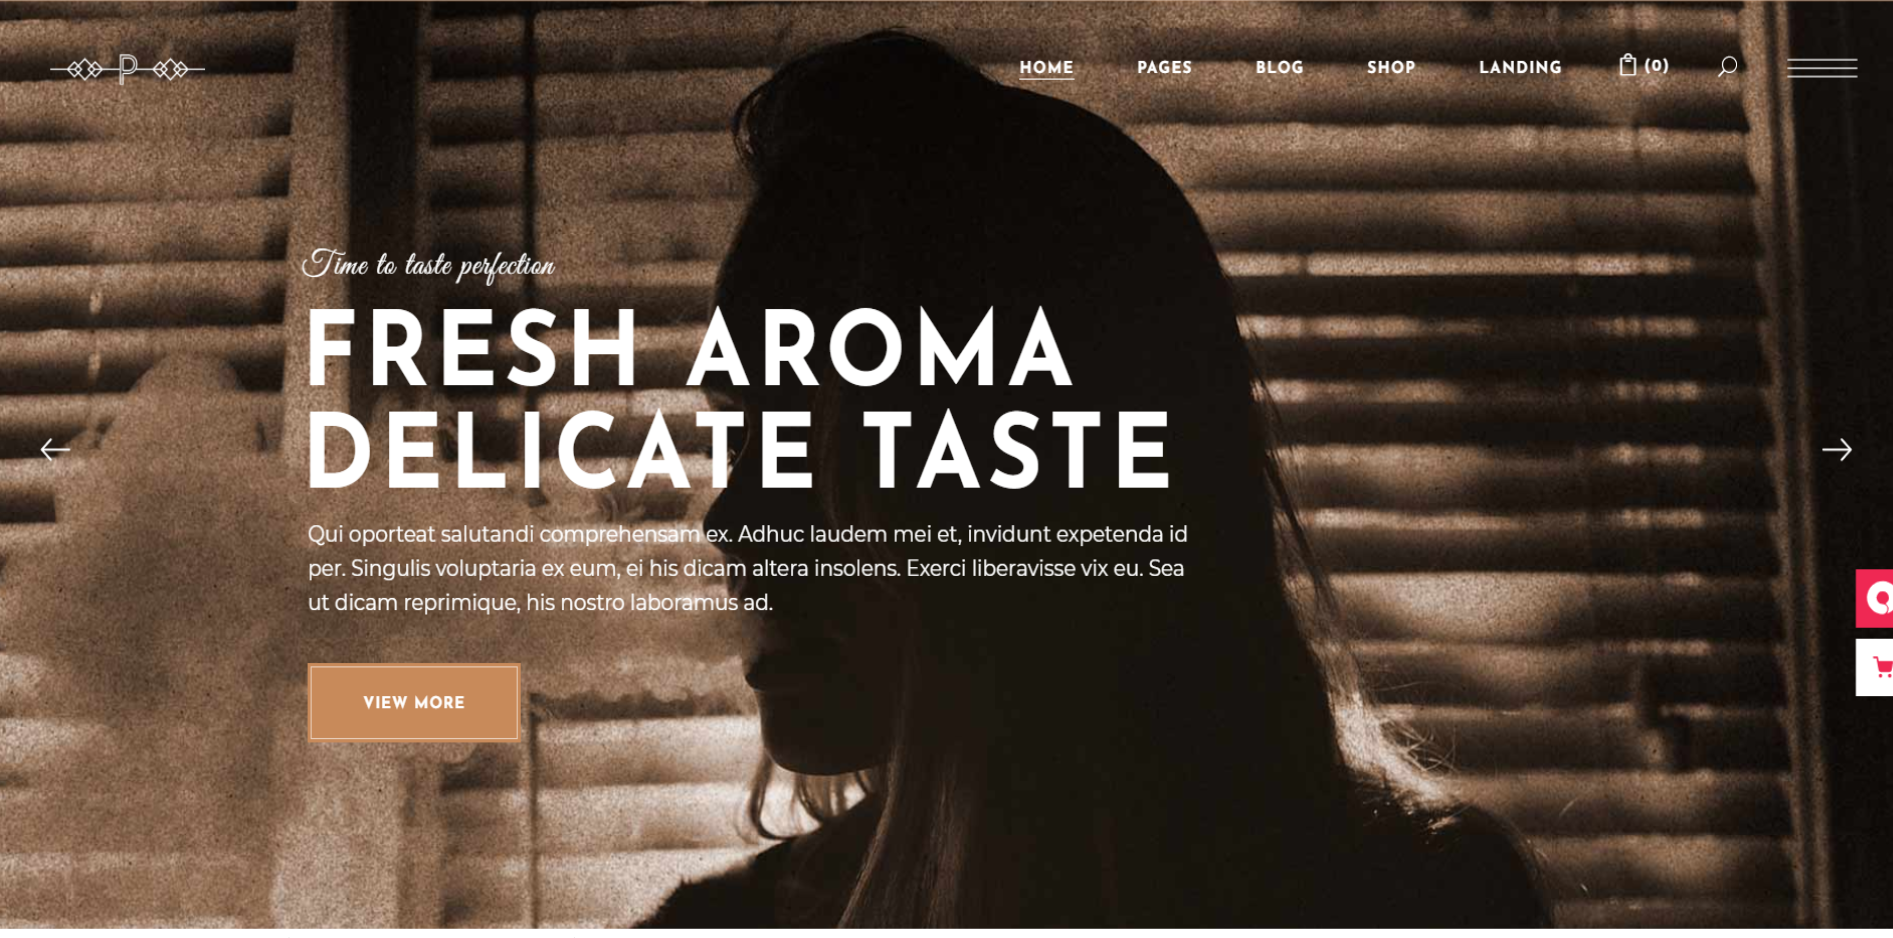 P
HOME
PAGES
BLOG
SHOP
LANDING
(0)
Time to taste perfection
FRESH AROMA
DELICATE TASTE
Qui oporteat salutandi comprehensam ex. Adhuc laudem mei et, invidunt expetenda id
per. Singulis voluptaria ex eum, ei his dicam altera insolens. Exerci liberavisse vix eu. Sea
ut dicam reprimique, his nostro laboramus ad.
VIEW MORE